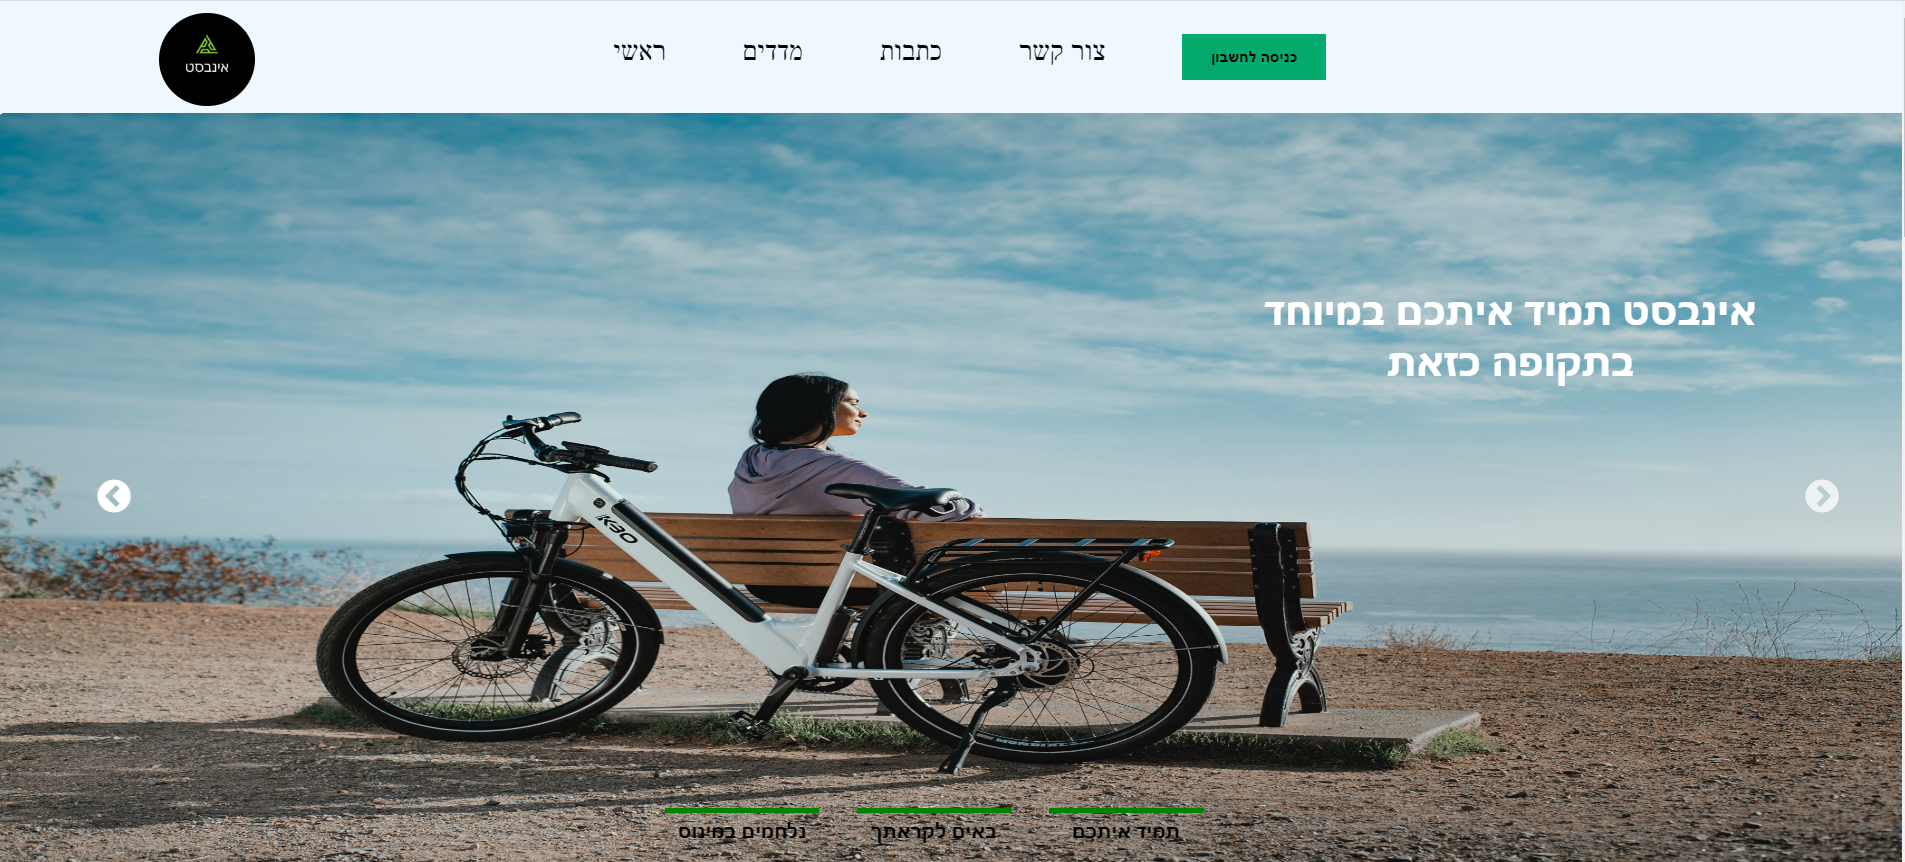 אינבסט
ראשי
מדדים
כתבות
צור קשר
כניסה לחשבון
אינבסט תמיד איתכם במיוחד
בתקופה כזאת
KBO
תמיד איתכם
באים לקראתך
נלחמים במינוס